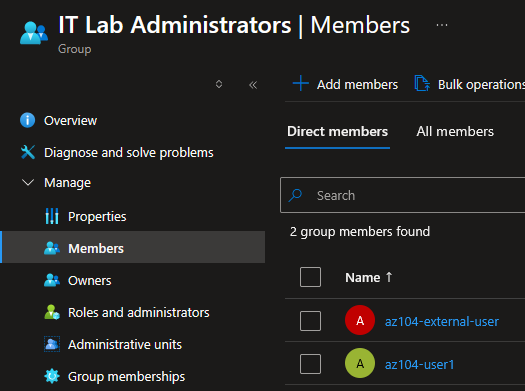 IT Lab Administrators | Members ...
Group
Overview
Diagnose and solve problems
Manage
Properties
Members
Owners
Roles and administrators
Administrative units
Group memberships
Add members
Bulk operations
Direct members
All members
Search
2 group members found
Name ↑
A az104-external-user
A az104-user1